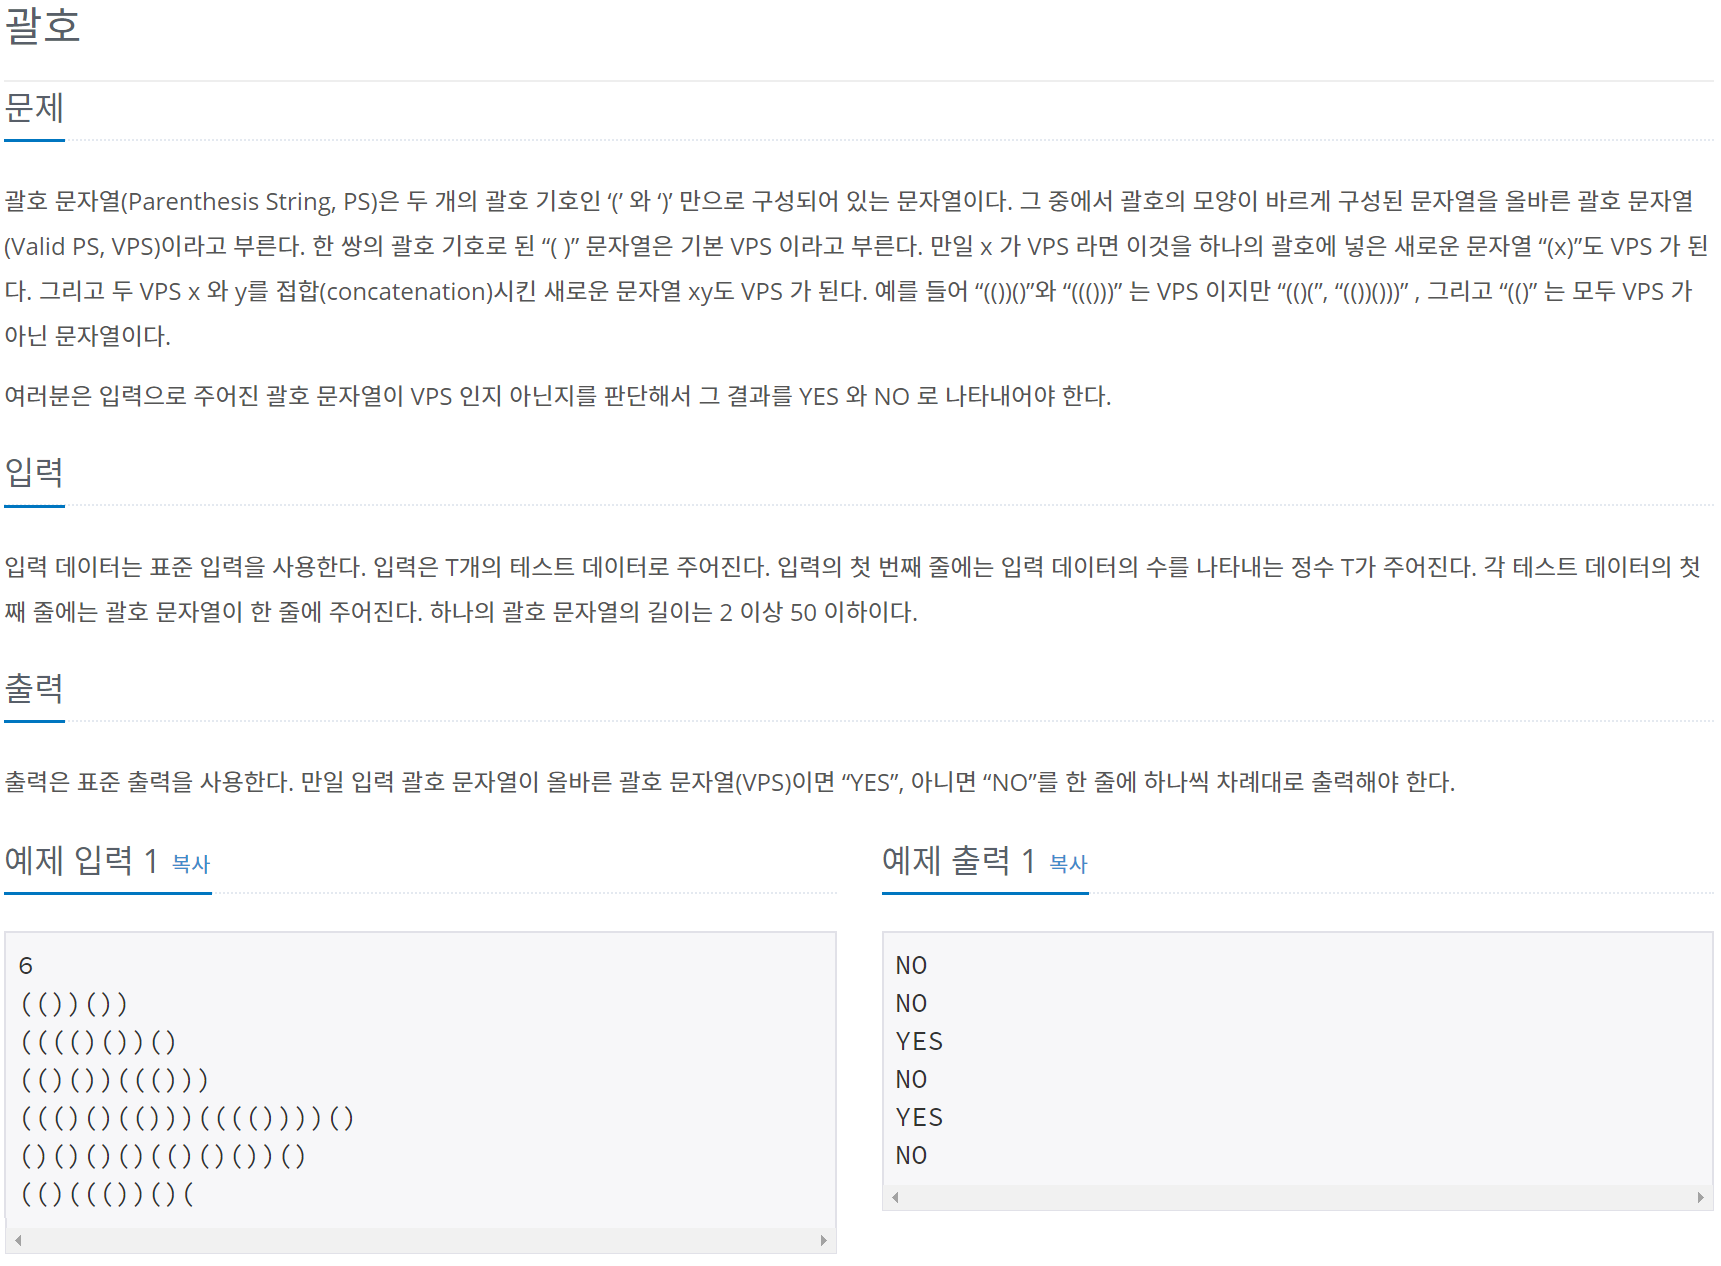 괄호
문제
괄호 문자열(Parenthesis String, PS)은 두 개의 괄호 기호인 ‘(’ 와 ‘)’ 만으로 구성되어 있는 문자열이다. 그 중에서 괄호의 모양이 바르게 구성된 문자열을 올바른 괄호 문자열
(Valid PS, VPS)이라고 부른다. 한 쌍의 괄호 기호로 된 “( )” 문자열은 기본 VPS 이라고 부른다. 만일 x 가 VPS 라면 이것을 하나의 괄호에 넣은 새로운 문자열 “(x)”도 VPS 가 된
다. 그리고 두 VPS x 와 y를 접합(concatenation)시킨 새로운 문자열 xy도 VPS 가 된다. 예를 들어 “(())()”와 “((()))” 는 VPS 이지만 “(()(”, “(())()))” , 그리고 “(()” 는 모두 VPS 가
아닌 문자열이다.
여러분은 입력으로 주어진 괄호 문자열이 VPS 인지 아닌지를 판단해서 그 결과를 YES 와 NO 로 나타내어야 한다.
입력
입력 데이터는 표준 입력을 사용한다. 입력은 T개의 테스트 데이터로 주어진다. 입력의 첫 번째 줄에는 입력 데이터의 수를 나타내는 정수 T가 주어진다. 각 테스트 데이터의 첫
째 줄에는 괄호 문자열이 한 줄에 주어진다. 하나의 괄호 문자열의 길이는 2 이상 50 이하이다.
출력
출력은 표준 출력을 사용한다. 만일 입력 괄호 문자열이 올바른 괄호 문자열(VPS)이면 “YES”, 아니면 “NO”를 한 줄에 하나씩 차례대로 출력해야 한다.
예제 입력 1 복사
6
(())())
(((()())()
(()())((()))
((()()(()))(((())))()
()()()()(()()())()
(()((())()(
예제 출력 1 복사
NO
NO
YES
NO
YES
NO